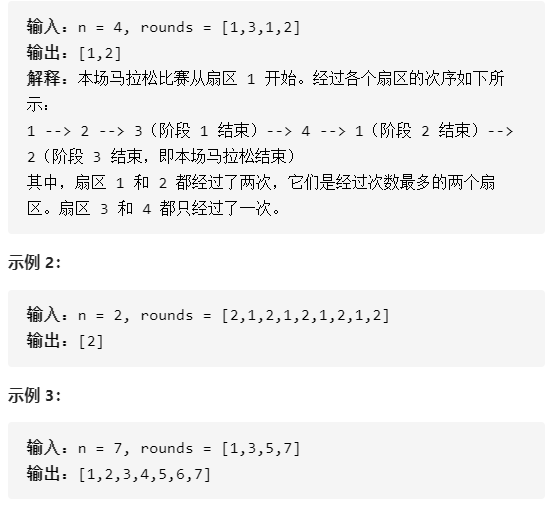 输入：n = 4, rounds = [1,3,1,2]
输出：[1,2]
解释：本场马拉松比赛从扇区 1 开始。经过各个扇区的次序如下所
示：
1 --> 2 --> 3（阶段 1 结束）--> 4 --> 1（阶段 2 结束）-->
2（阶段 3 结束，即本场马拉松结束）
其中，扇区 1 和 2 都经过了两次，它们是经过次数最多的两个扇
区。扇区 3 和 4 都只经过了一次。
示例 2：
输入：n = 2, rounds = [2,1,2,1,2,1,2,1,2]
输出：[2]
示例 3：
输入：n = 7, rounds = [1,3,5,7]
输出：[1,2,3,4,5,6,7]